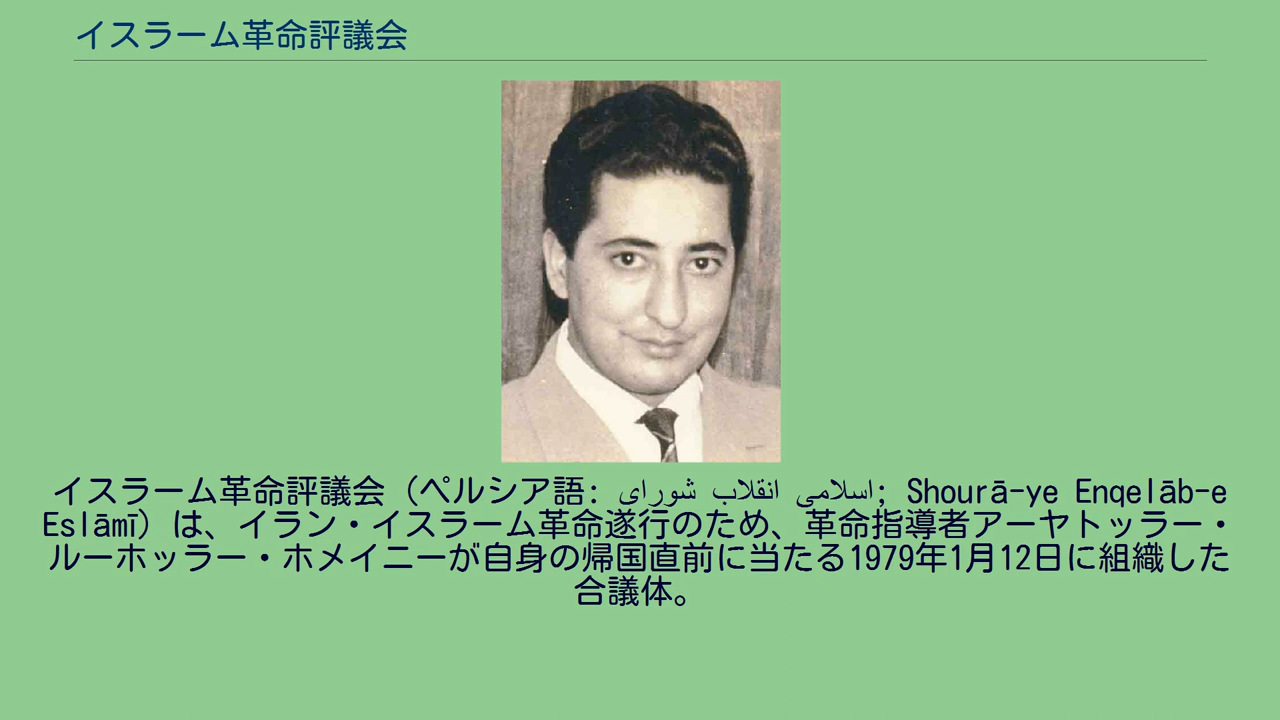 イスラーム革命評議会
イスラーム革命評議会（ペルシア語: شورای انقلاب اسلامی; Shourā-ye Enqelāb-e
Eslāmī）は、イラン・イスラーム革命遂行のため、革命指導者アーヤトッラー・
ルーホッラー・ホメイニーが自身の帰国直前に当たる1979年1月12日に組織した
合議体。